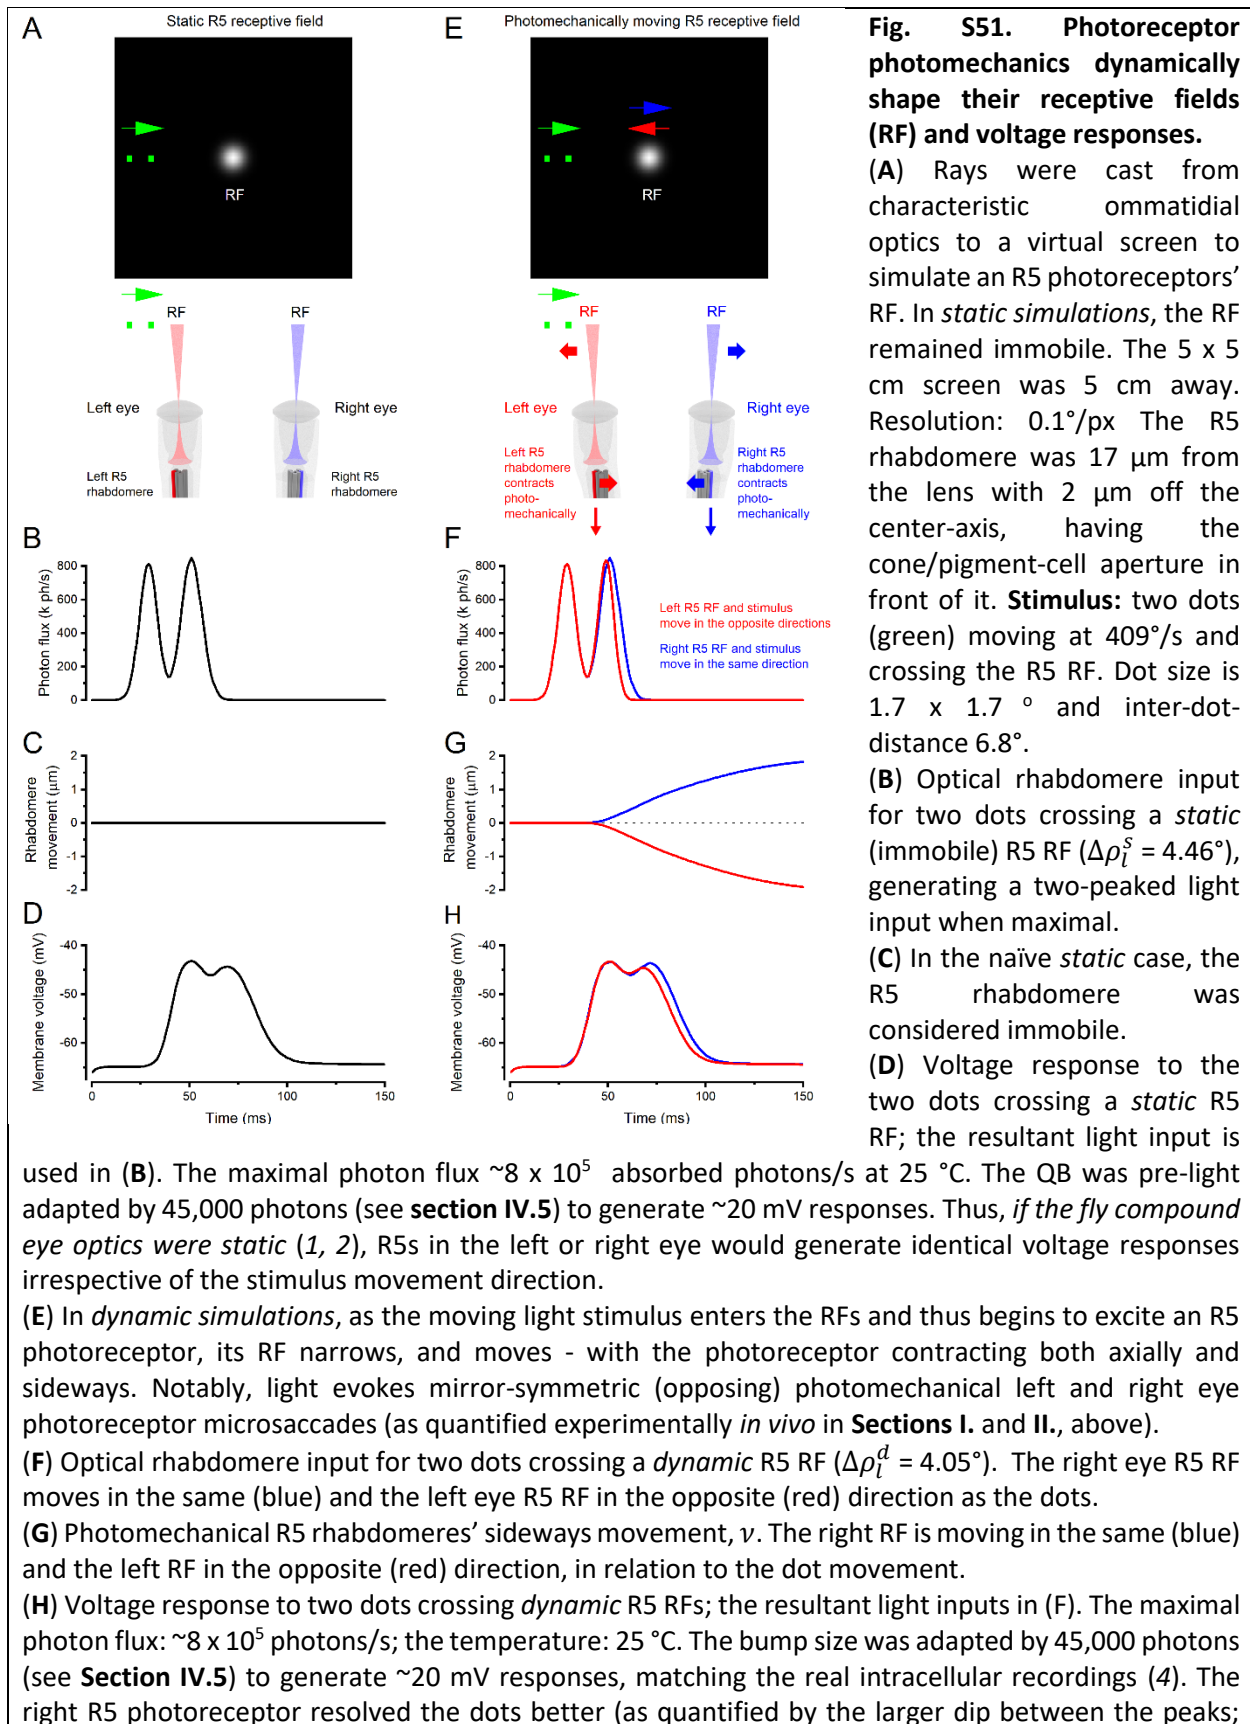 A
Static R5 receptive field
RF
RF
RF
Left eye
Right eye
Left R5
rhabdomere
Right R5
rhabdomere
B
Photon flux (k ph/s)
800
600
400
200
0
C
Rhabdomere
movement (µm)
2
1
0
-1
-2
D
Membrane voltage (mV)
-40
-50
-60
0
50
100
150
Time (ms)
E
Photomechanically moving R5 receptive field
RF
RF
RF
Left eye
Right eye
Left R5
rhabdomere
contracts
photo-
mechanically
Right R5
rhabdomere
contracts
photo-
mechanically
F
Photon flux (k ph/s)
800
600
400
200
0
Left R5 RF and stimulus
move in the opposite directions
Right R5 RF and stimulus
move in the same direction
G
Rhabdomere
movement (µm)
2
1
0
-1
-2
H
Membrane voltage (mV)
-40
-50
-60
0
50
100
150
Time (ms)
Fig. S51. Photoreceptor
photomechanics dynamically
shape their receptive fields
(RF) and voltage responses.
(A) Rays were cast from
characteristic ommatidial
optics to a virtual screen to
simulate an R5 photoreceptors’
RF. In static simulations, the RF
remained immobile. The 5 x 5
cm screen was 5 cm away.
Resolution: 0.1°/px The R5
rhabdomere was 17 µm from
the lens with 2 µm off the
center-axis, having the
cone/pigment-cell aperture in
front of it. Stimulus: two dots
(green) moving at 409°/s and
crossing the R5 RF. Dot size is
1.7 x 1.7 ° and inter-dot-
distance 6.8°.
(B) Optical rhabdomere input
for two dots crossing a static
(immobile) R5 RF (Δρₗˢ = 4.46°),
generating a two-peaked light
input when maximal.
(C) In the naïve static case, the
R5 rhabdomere was
considered immobile.
(D) Voltage response to the
two dots crossing a static R5
RF; the resultant light input is
used in (B). The maximal photon flux ~8 x 10⁵ absorbed photons/s at 25 °C. The QB was pre-light
adapted by 45,000 photons (see section IV.5) to generate ~20 mV responses. Thus, if the fly compound
eye optics were static (1, 2), R5s in the left or right eye would generate identical voltage responses
irrespective of the stimulus movement direction.
(E) In dynamic simulations, as the moving light stimulus enters the RFs and thus begins to excite an R5
photoreceptor, its RF narrows, and moves - with the photoreceptor contracting both axially and
sideways. Notably, light evokes mirror-symmetric (opposing) photomechanical left and right eye
photoreceptor microsaccades (as quantified experimentally in vivo in Sections I. and II., above).
(F) Optical rhabdomere input for two dots crossing a dynamic R5 RF (Δρₗᵈ = 4.05°). The right eye R5 RF
moves in the same (blue) and the left eye R5 RF in the opposite (red) direction as the dots.
(G) Photomechanical R5 rhabdomeres’ sideways movement, ν. The right RF is moving in the same (blue)
and the left RF in the opposite (red) direction, in relation to the dot movement.
(H) Voltage response to two dots crossing dynamic R5 RFs; the resultant light inputs in (F). The maximal
photon flux: ~8 x 10⁵ photons/s; the temperature: 25 °C. The bump size was adapted by 45,000 photons
(see Section IV.5) to generate ~20 mV responses, matching the real intracellular recordings (4). The
right R5 photoreceptor resolved the dots better (as quantified by the larger dip between the peaks;